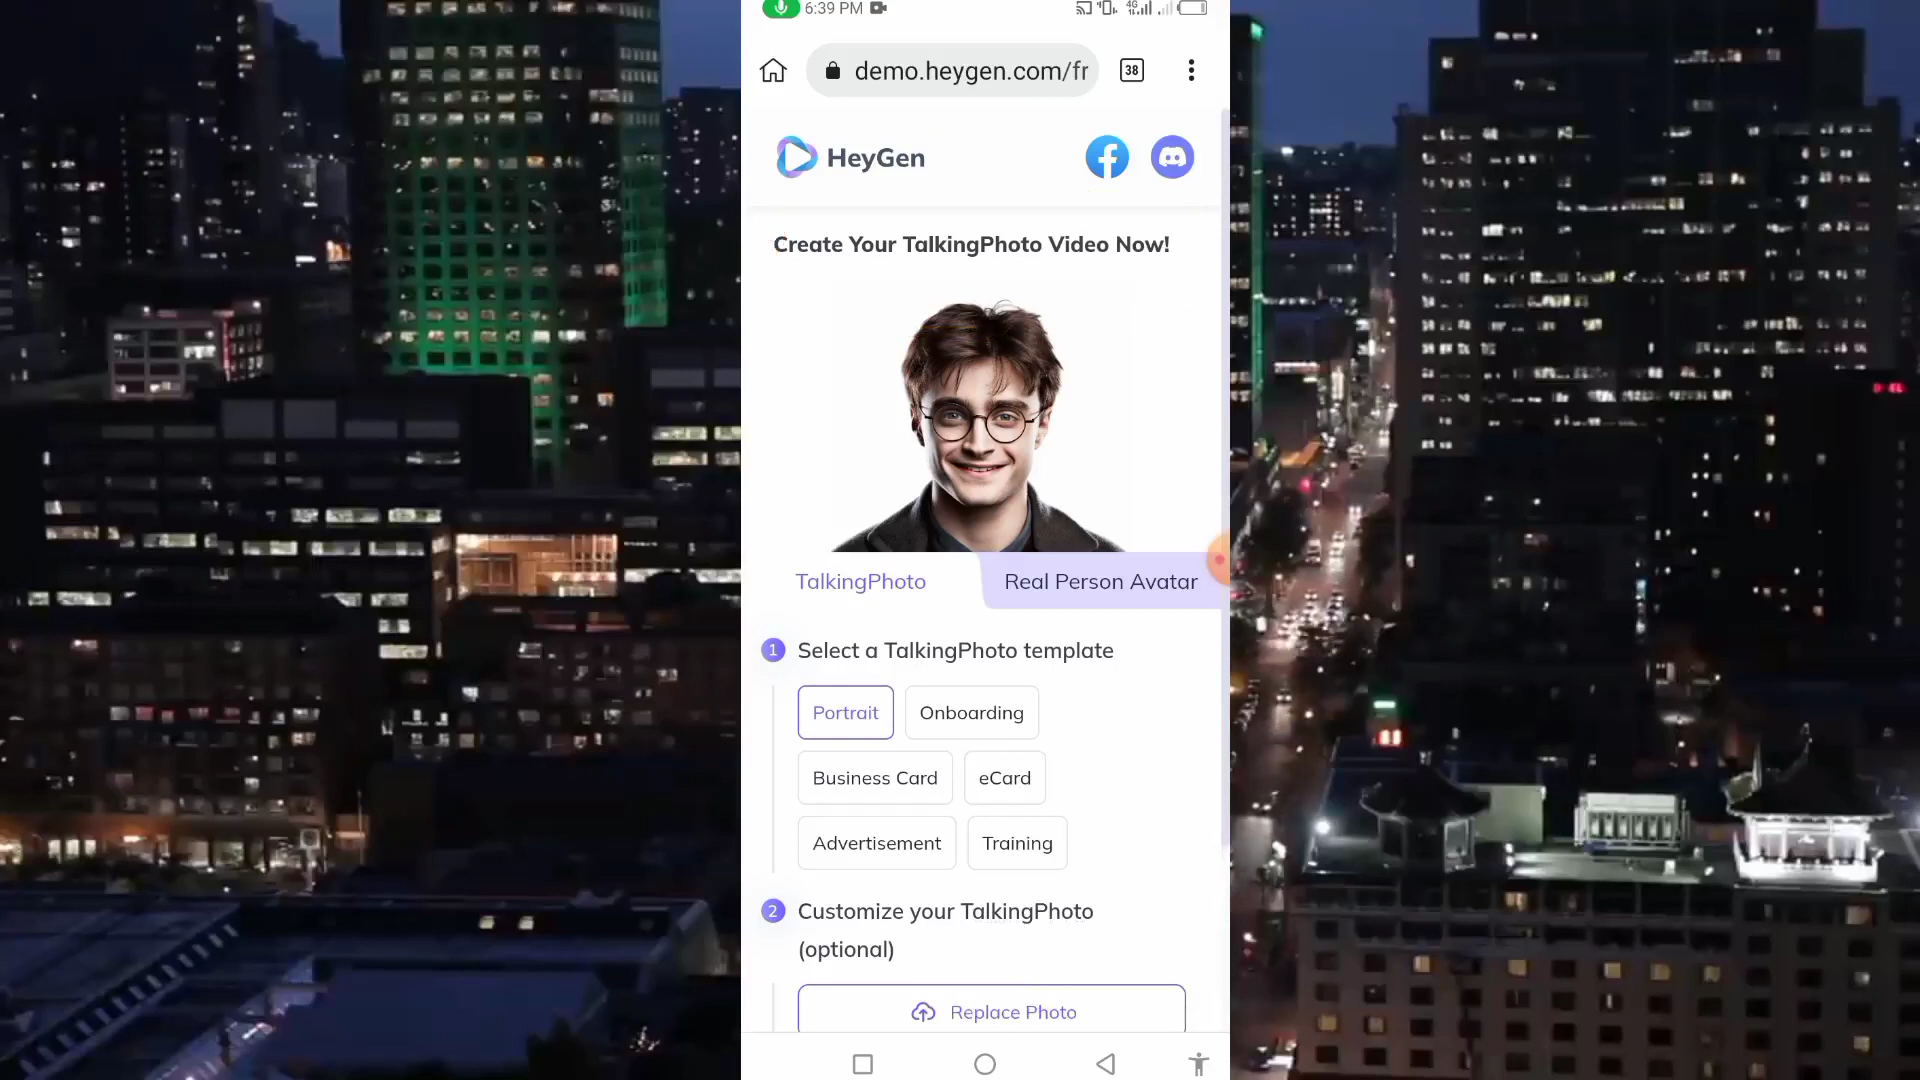 6:39 PM
4G
demo.heygen.com/fr
38
HeyGen
Create Your TalkingPhoto Video Now!
TalkingPhoto
Real Person Avatar
1 Select a TalkingPhoto template
Portrait
Onboarding
Business Card
eCard
Advertisement
Training
2 Customize your TalkingPhoto
(optional)
Replace Photo